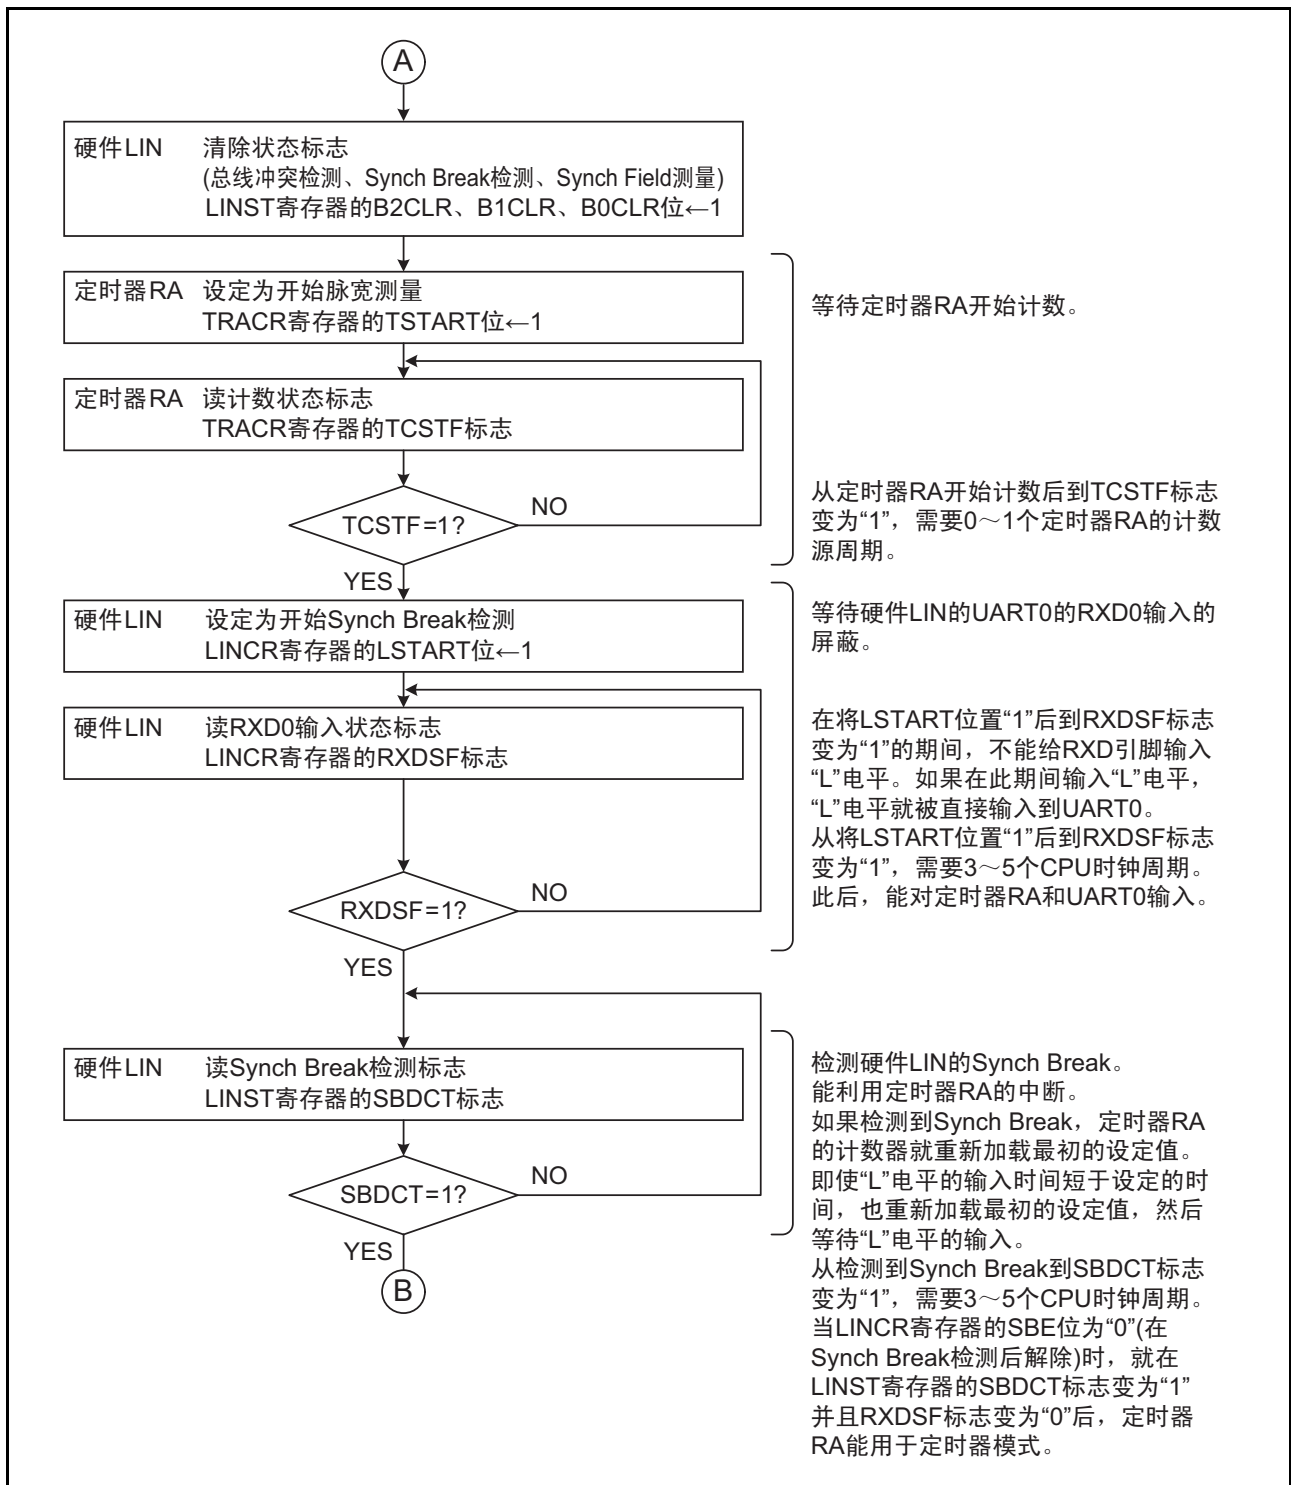 A
硬件LIN 清除状态标志
(总线冲突检测、Synch Break检测、Synch Field测量)
LINST寄存器的B2CLR、B1CLR、B0CLR位←1
定时器RA 设定为开始脉宽测量
TRACR寄存器的TSTART位←1
等待定时器RA开始计数。
定时器RA 读计数状态标志
TRACR寄存器的TCSTF标志
TCSTF=1?
NO
YES
从定时器RA开始计数后到TCSTF标志
变为“1”，需要0～1个定时器RA的计数
源周期。
硬件LIN 设定为开始Synch Break检测
LINCR寄存器的LSTART位←1
等待硬件LIN的UART0的RXD0输入的
屏蔽。
硬件LIN 读RXD0输入状态标志
LINCR寄存器的RXDSF标志
RXDSF=1?
NO
YES
在将LSTART位置“1”后到RXDSF标志
变为“1”的期间，不能给RXD引脚输入
“L”电平。如果在此期间输入“L”电平，
“L”电平就被直接输入到UART0。
从将LSTART位置“1”后到RXDSF标志
变为“1”，需要3～5个CPU时钟周期。
此后，能对定时器RA和UART0输入。
硬件LIN 读Synch Break检测标志
LINST寄存器的SBDCT标志
SBDCT=1?
NO
YES
B
检测硬件LIN的Synch Break。
能利用定时器RA的中断。
如果检测到Synch Break，定时器RA
的计数器就重新加载最初的设定值。
即使“L”电平的输入时间短于设定的时
间，也重新加载最初的设定值，然后
等待“L”电平的输入。
从检测到Synch Break到SBDCT标志
变为“1”，需要3～5个CPU时钟周期。
当LINCR寄存器的SBE位为“0”(在
Synch Break检测后解除)时，就在
LINST寄存器的SBDCT标志变为“1”
并且RXDSF标志变为“0”后，定时器
RA能用于定时器模式。